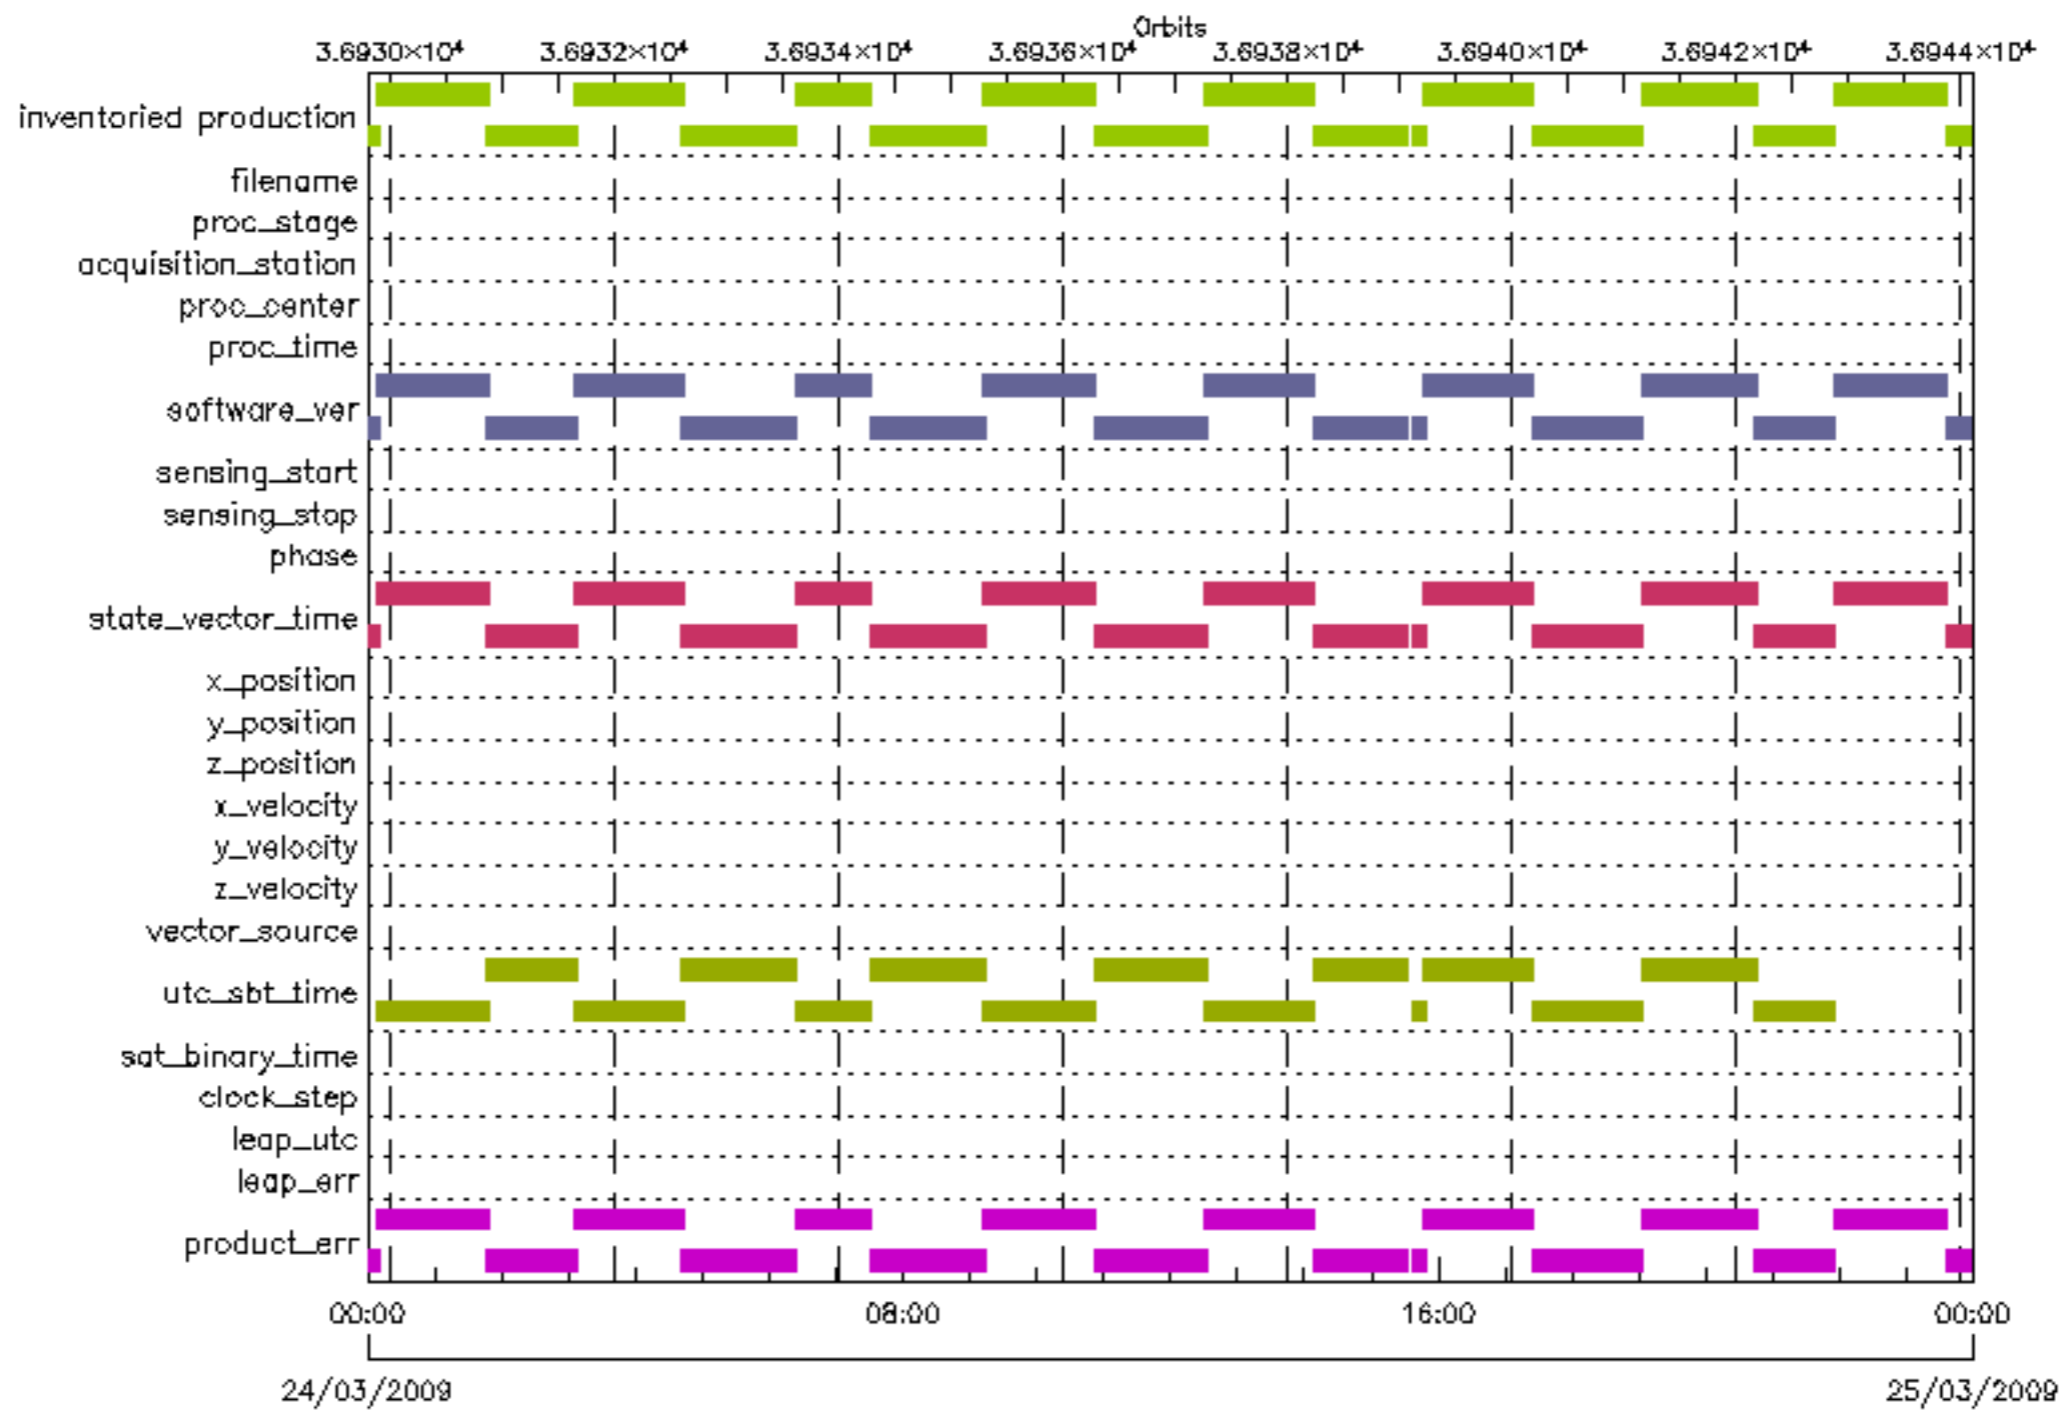 Orbits
3.6930×10⁴ 3.6932×10⁴ 3.6934×10⁴ 3.6936×10⁴ 3.6938×10⁴ 3.6940×10⁴ 3.6942×10⁴ 3.6944×10⁴
inventoried production
filename
proc_stage
acquisition_station
proc_center
proc_time
software_ver
sensing_start
sensing_stop
phase
state_vector_time
x_position
y_position
z_position
x_velocity
y_velocity
z_velocity
vector_source
utc_sbt_time
sat_binary_time
clock_step
leap_utc
leap_err
product_err
00:00 08:00 16:00 00:00
24/03/2009 25/03/2009